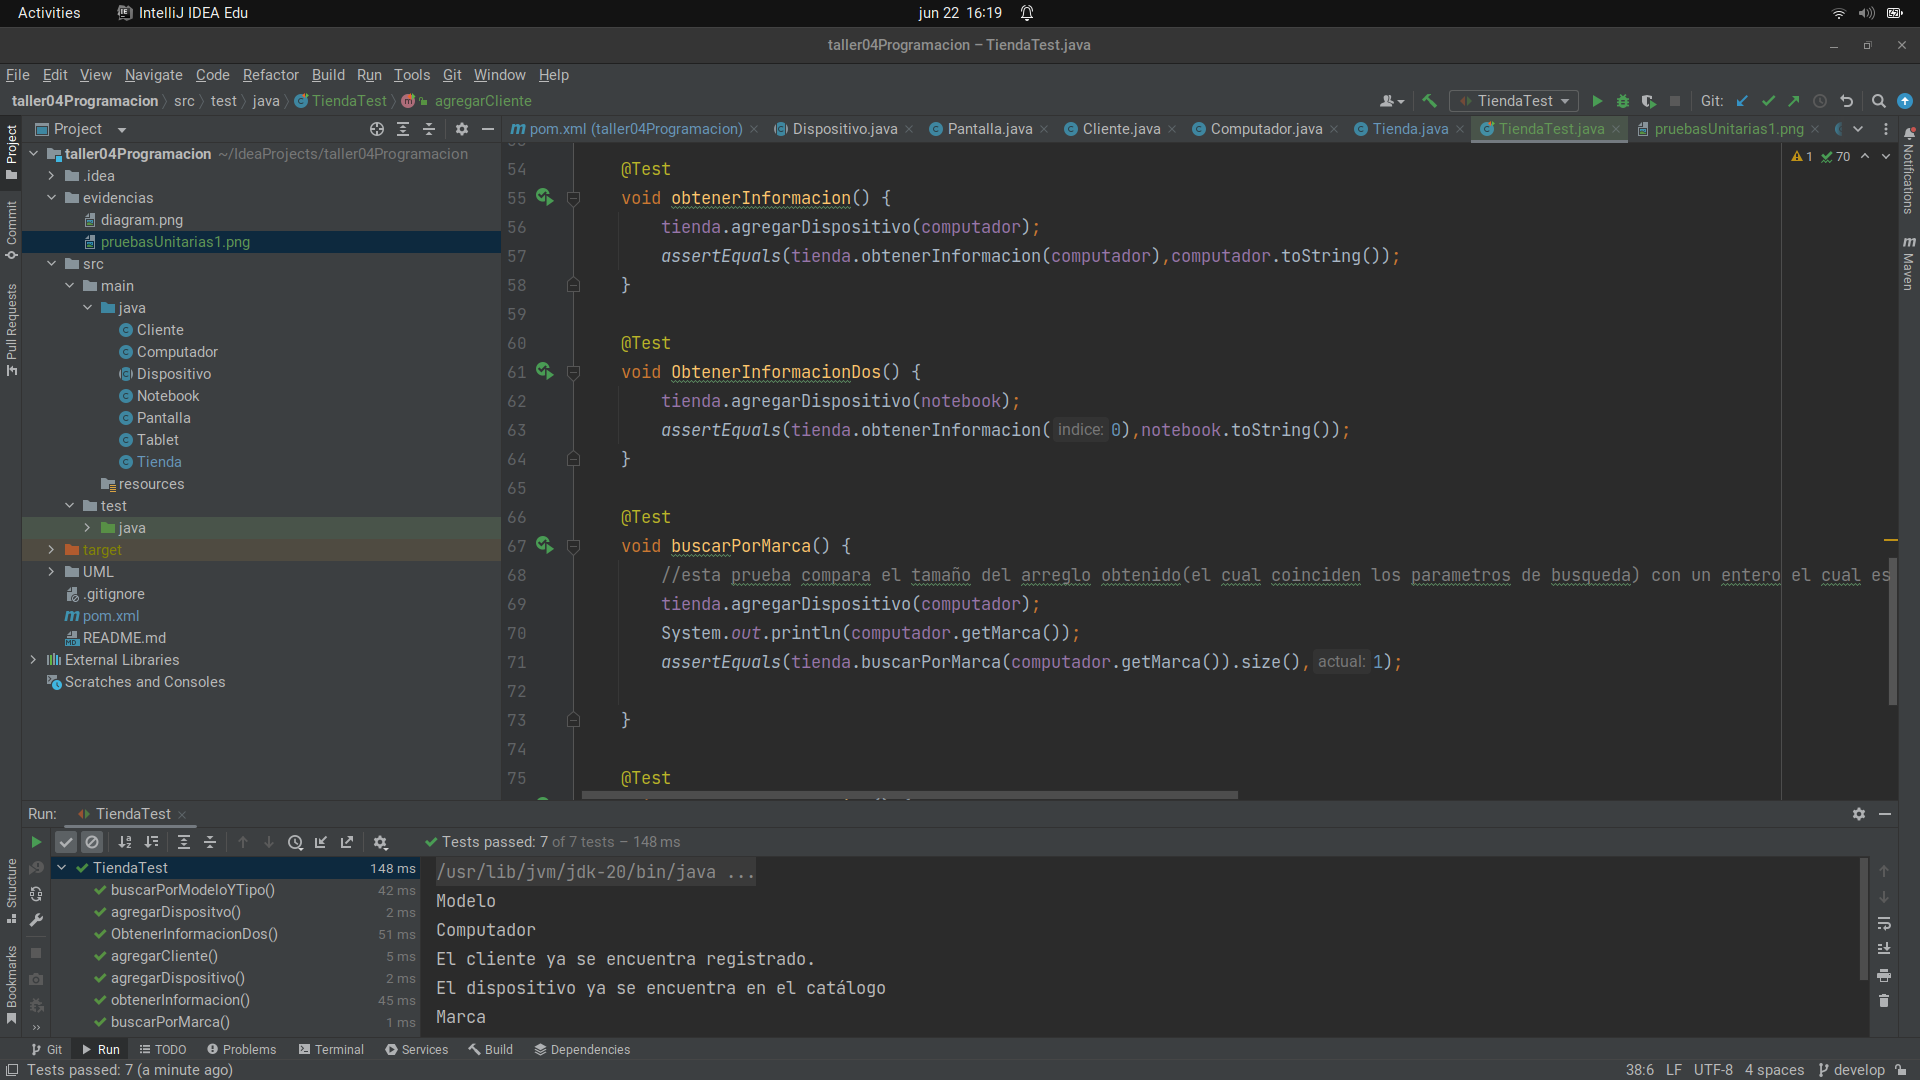 Activities IntelliJ IDEA Edu jun 22 16:19
taller04Programacion – TiendaTest.java
File Edit View Navigate Code Refactor Build Run Tools Git Window Help
taller04Programacion src test java TiendaTest agregarCliente TiendaTest Git:
Project
Commit
Pull Requests
Structure
Bookmarks
Project
taller04Programacion ~/IdeaProjects/taller04Programacion
.idea
evidencias
diagram.png
pruebasUnitarias1.png
src
main
java
Cliente
Computador
Dispositivo
Notebook
Pantalla
Tablet
Tienda
resources
test
java
target
UML
.gitignore
pom.xml
README.md
External Libraries
Scratches and Consoles
pom.xml (taller04Programacion) Dispositivo.java Pantalla.java Cliente.java Computador.java Tienda.java TiendaTest.java pruebasUnitarias1.png
1 70
54 @Test
55 void obtenerInformacion() {
56 tienda.agregarDispositivo(computador);
57 assertEquals(tienda.obtenerInformacion(computador),computador.toString());
58 }
59
60 @Test
61 void ObtenerInformacionDos() {
62 tienda.agregarDispositivo(notebook);
63 assertEquals(tienda.obtenerInformacion( indice: 0),notebook.toString());
64 }
65
66 @Test
67 void buscarPorMarca() {
68 //esta prueba compara el tamaño del arreglo obtenido(el cual coinciden los parametros de busqueda) con un entero el cual es
69 tienda.agregarDispositivo(computador);
70 System.out.println(computador.getMarca());
71 assertEquals(tienda.buscarPorMarca(computador.getMarca()).size(), actual: 1);
72
73 }
74
75 @Test
Notifications
Maven
Run: TiendaTest
Tests passed: 7 of 7 tests – 148 ms
TiendaTest 148 ms
buscarPorModeloYTipo() 42 ms
agregarDispositvo() 2 ms
ObtenerInformacionDos() 51 ms
agregarCliente() 5 ms
agregarDispositivo() 2 ms
obtenerInformacion() 45 ms
buscarPorMarca() 1 ms
/usr/lib/jvm/jdk-20/bin/java ...
Modelo
Computador
El cliente ya se encuentra registrado.
El dispositivo ya se encuentra en el catálogo
Marca
Git Run TODO Problems Terminal Services Build Dependencies
Tests passed: 7 (a minute ago) 38:6 LF UTF-8 4 spaces develop